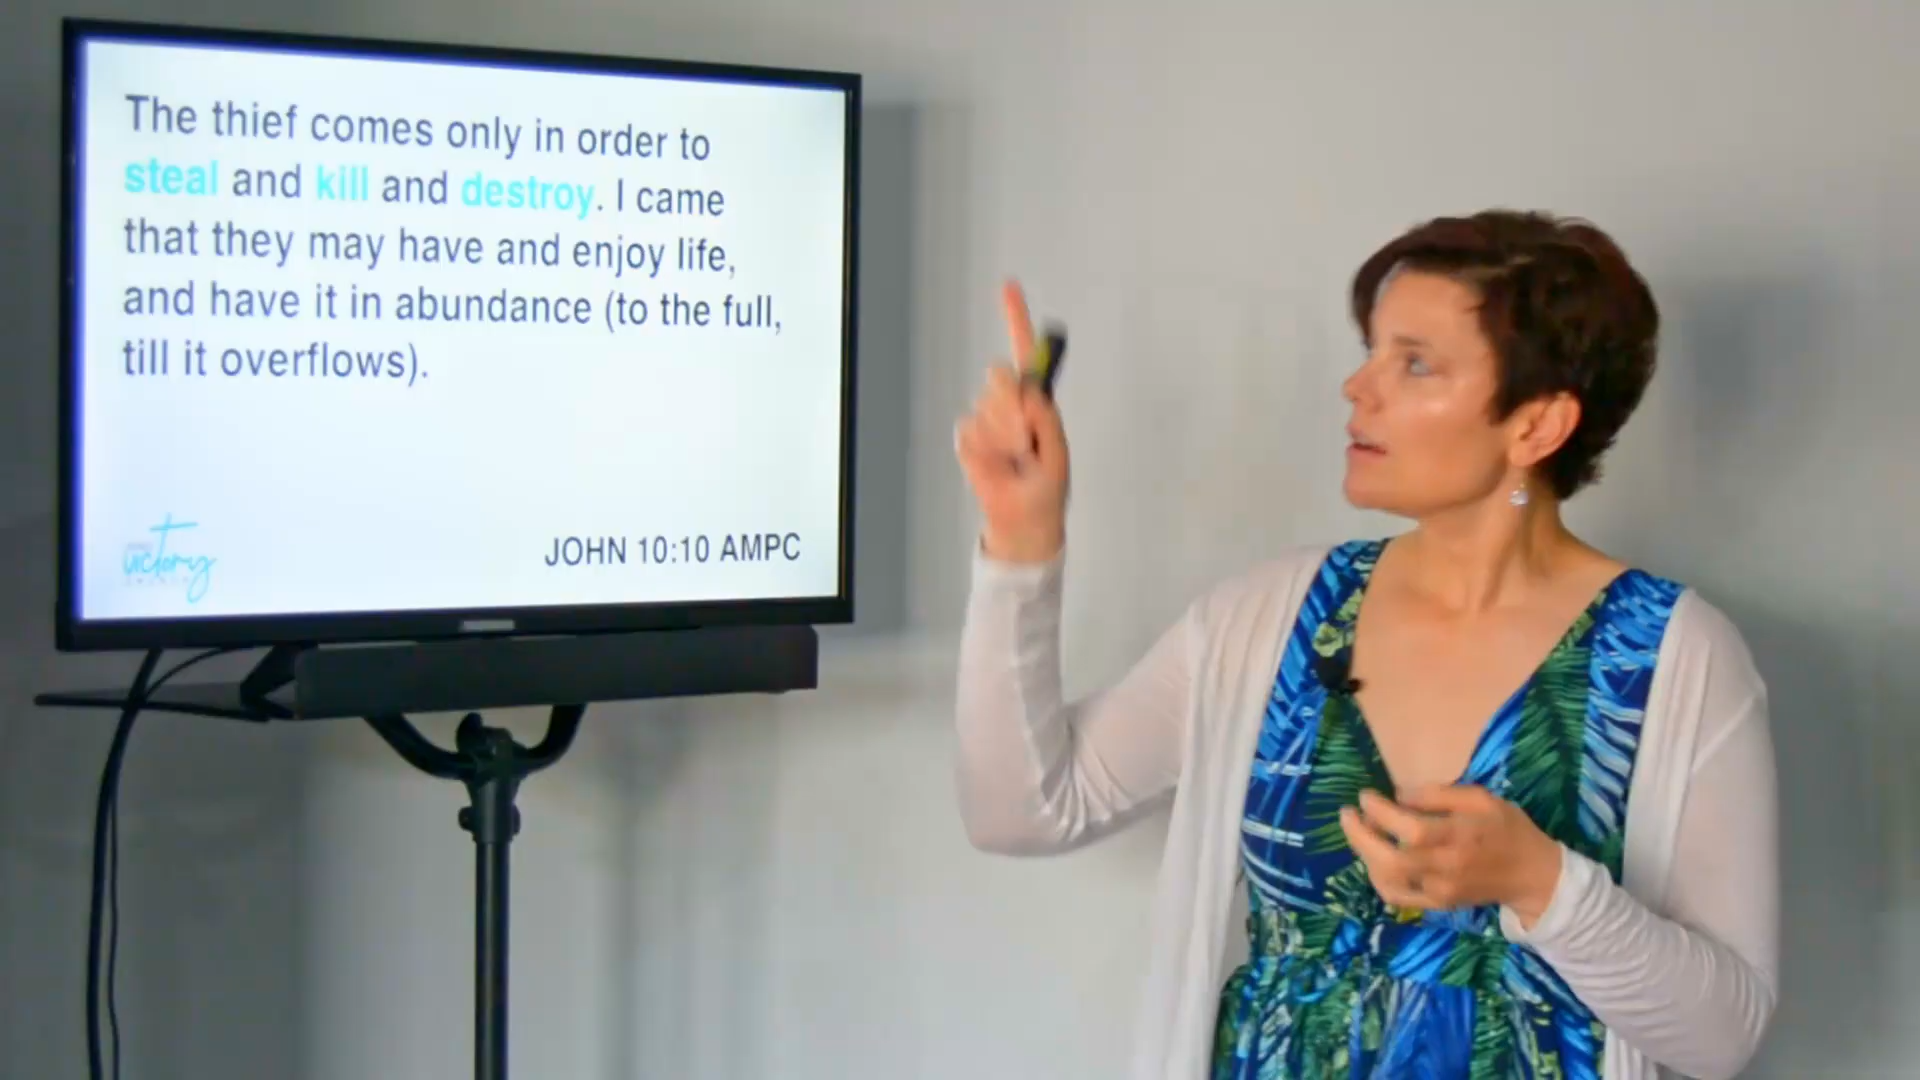 The thief comes only in order to
steal and kill and destroy. I came
that they may have and enjoy life,
and have it in abundance (to the full,
till it overflows).
victory
JOHN 10:10 AMPC